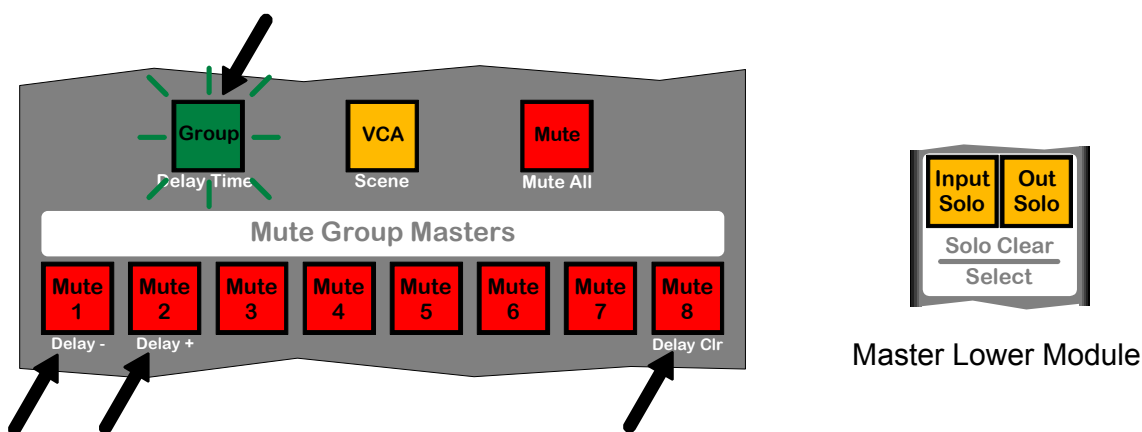 Group
VCA
Mute
Delay Time
Scene
Mute All
Mute Group Masters
Mute
1
Mute
2
Mute
3
Mute
4
Mute
5
Mute
6
Mute
7
Mute
8
Delay -
Delay +
Delay Clr
Input
Solo
Out
Solo
Solo Clear
Select
Master Lower Module